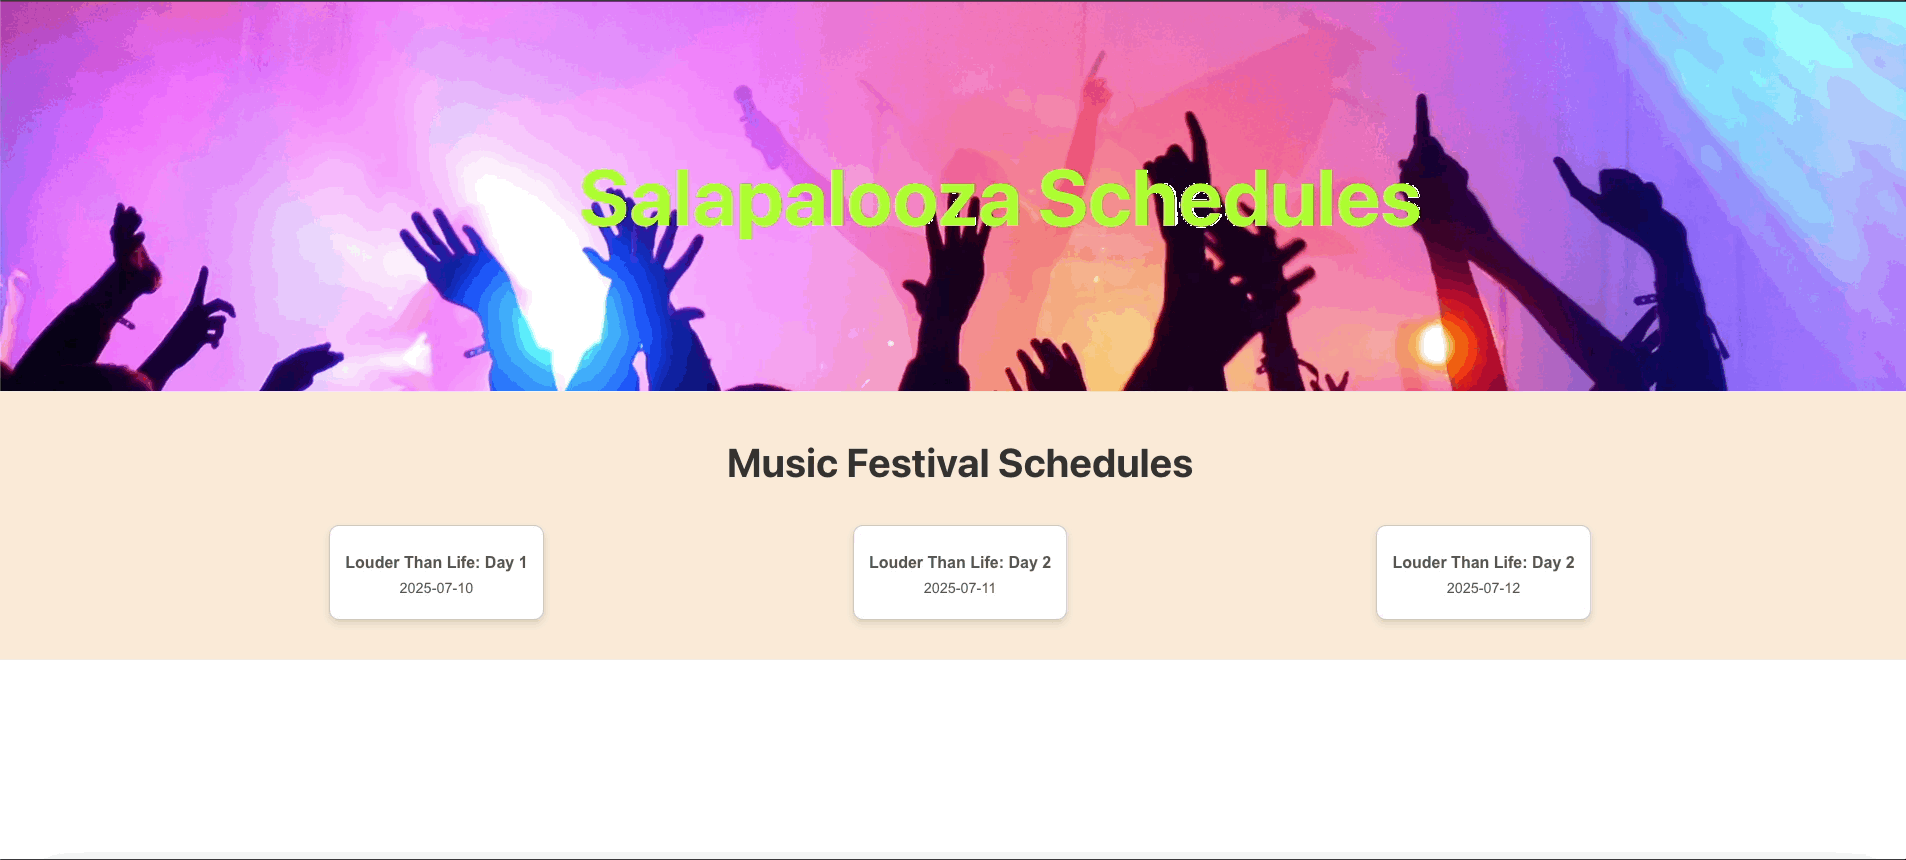 Salapalooza Schedules
Music Festival Schedules
Louder Than Life: Day 1
2025-07-10
Louder Than Life: Day 2
2025-07-11
Louder Than Life: Day 2
2025-07-12